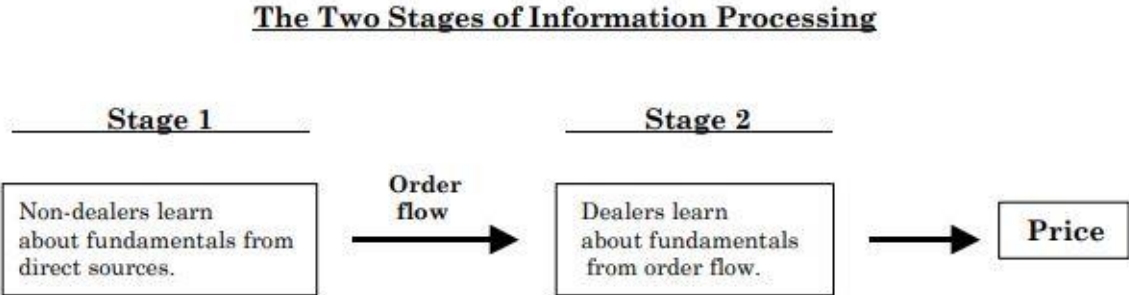 The Two Stages of Information Processing
Stage 1
Stage 2
Non-dealers learn
about fundamentals from
direct sources.
Order
flow
Dealers learn
about fundamentals
from order flow.
Price